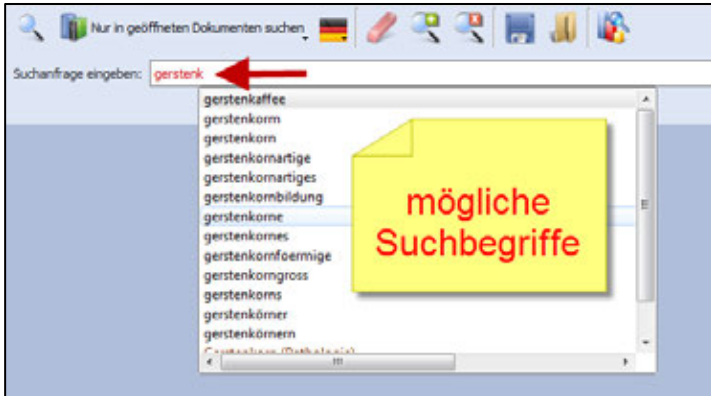 Nur in geöffneten Dokumenten suchen
Suchanfrage eingeben: gerstenk
gerstenkaffee
gerstenkorm
gerstenkorn
gerstenkornartige
gerstenkornartiges
gerstenkornbildung
gerstenkorne
gerstenkornes
gerstenkornfoermige
gerstenkorngross
gerstenkorns
gerstenkörner
gerstenkörnern
mögliche
Suchbegriffe